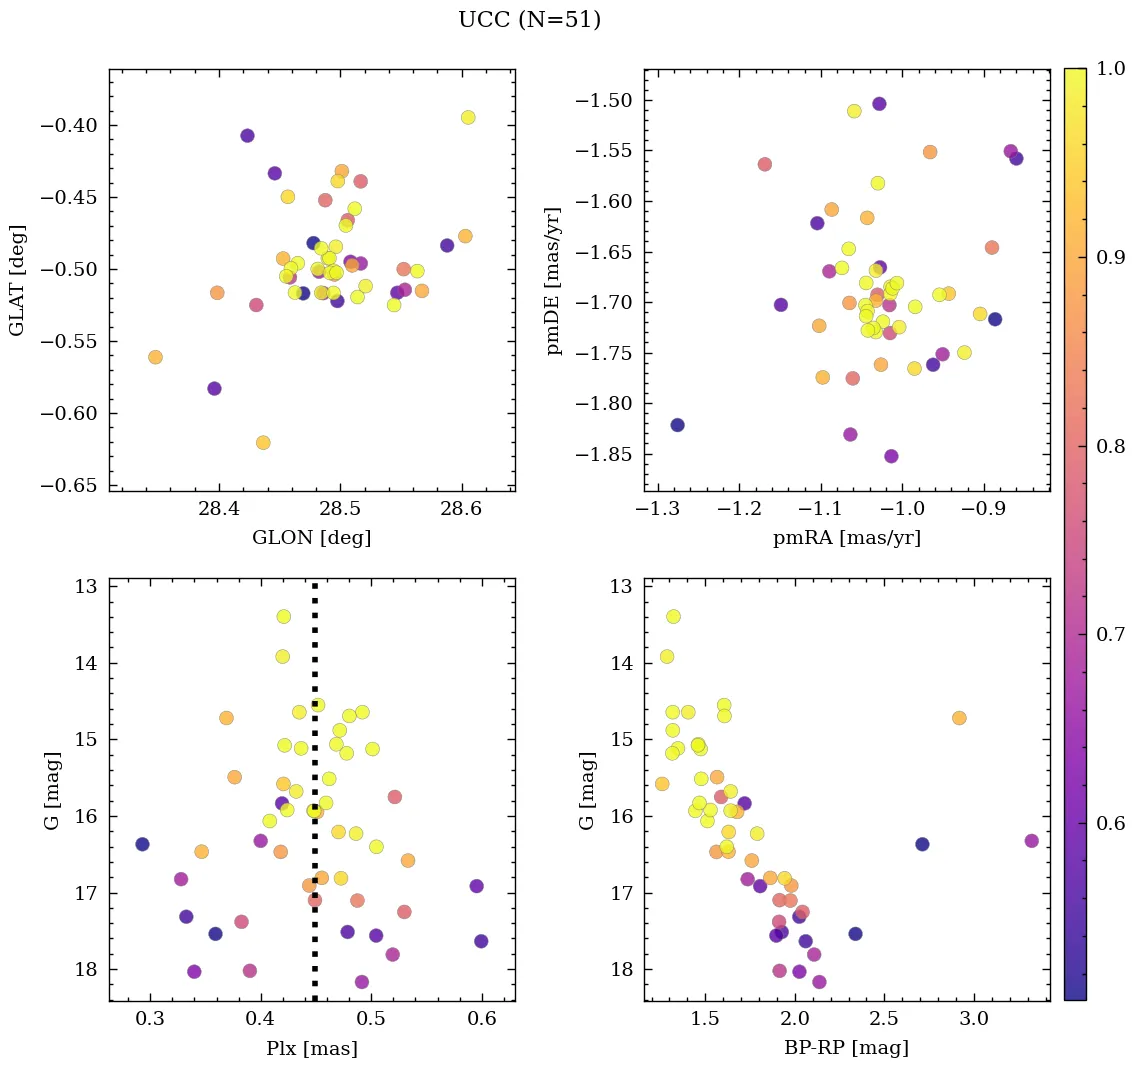 UCC (N=51)
−0.40
−0.45
−0.50
−0.55
−0.60
−0.65
GLAT [deg]
28.4 28.5 28.6
GLON [deg]
−1.50
−1.55
−1.60
−1.65
−1.70
−1.75
−1.80
−1.85
pmDE [mas/yr]
−1.3 −1.2 −1.1 −1.0 −0.9
pmRA [mas/yr]
13
14
15
16
17
18
G [mag]
0.3 0.4 0.5 0.6
Plx [mas]
13
14
15
16
17
18
G [mag]
1.5 2.0 2.5 3.0
BP-RP [mag]
1.0
0.9
0.8
0.7
0.6